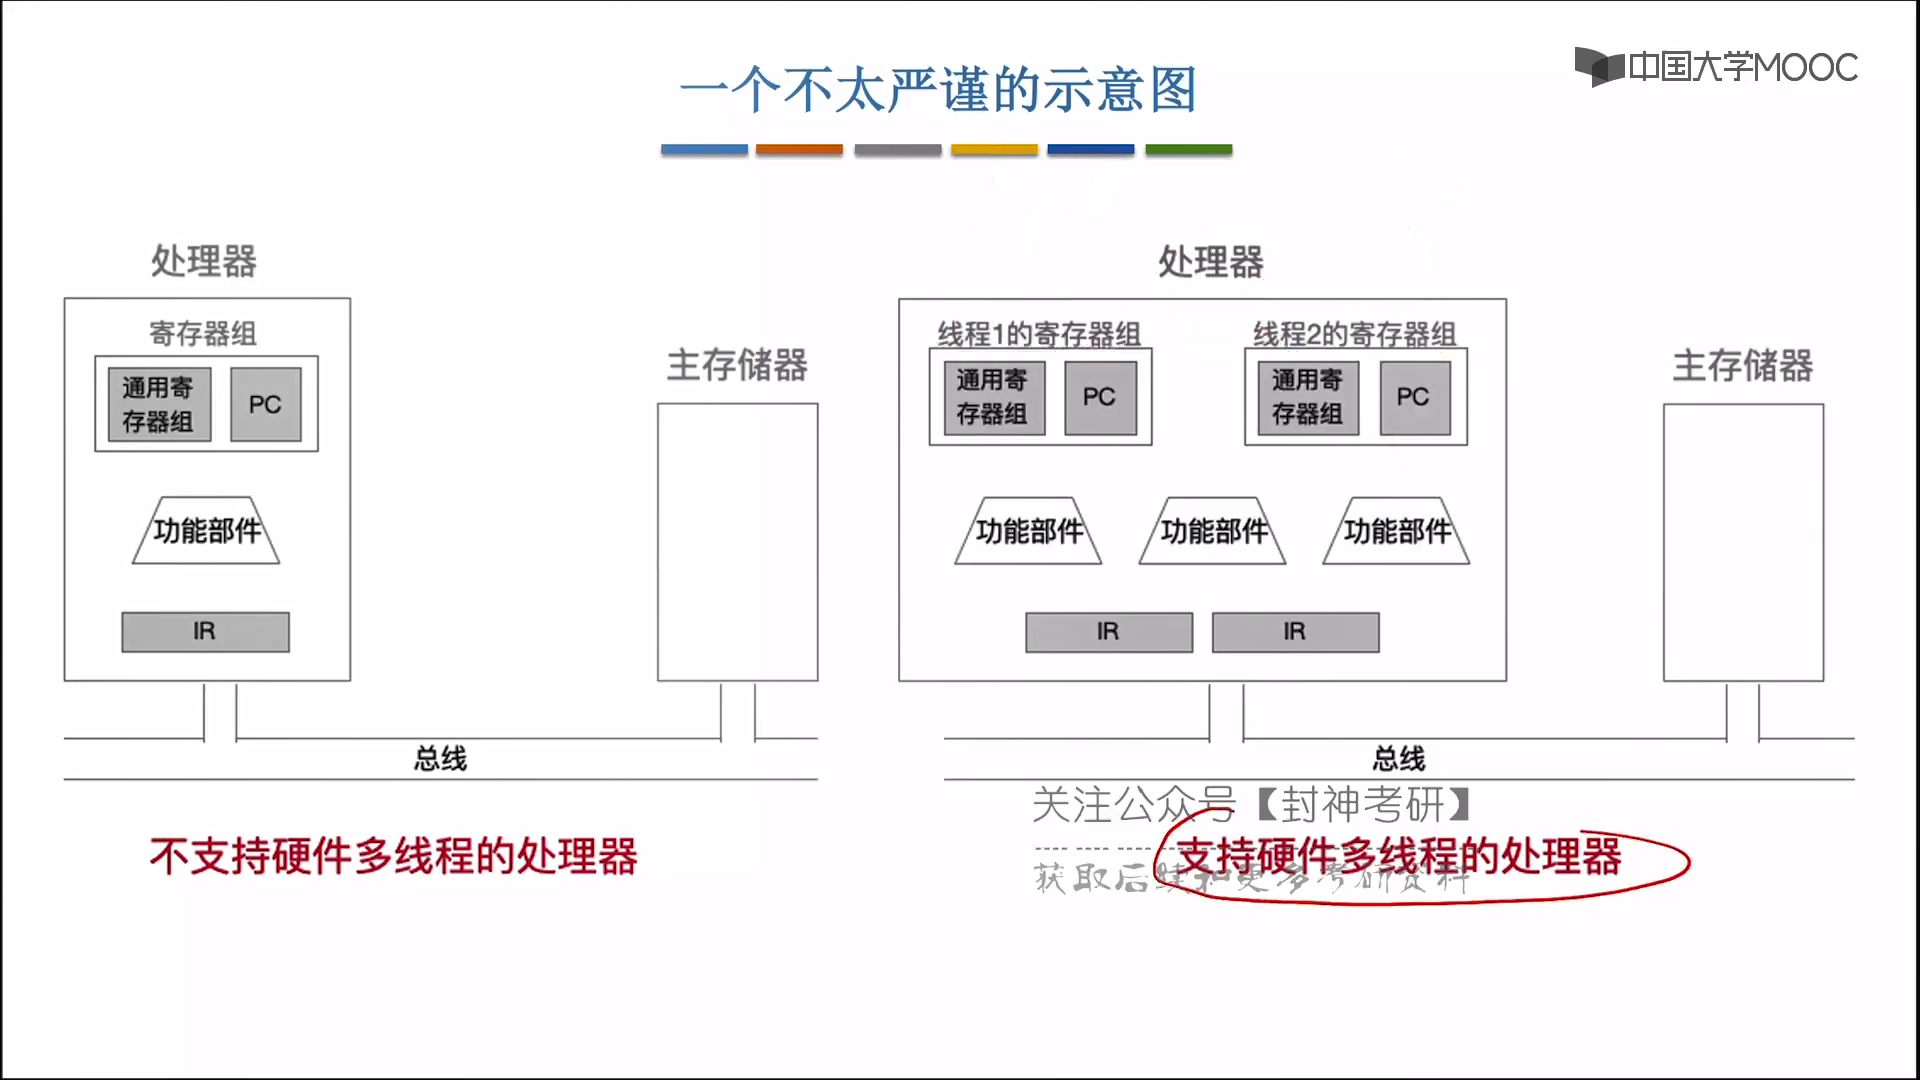 一个不太严谨的示意图
中国大学MOOC
处理器
寄存器组
通用寄
存器组
PC
功能部件
IR
主存储器
总线
不支持硬件多线程的处理器
处理器
线程1的寄存器组
通用寄
存器组
PC
线程2的寄存器组
通用寄
存器组
PC
功能部件
功能部件
功能部件
IR
IR
主存储器
总线
关注公众号【封神考研】
支持硬件多线程的处理器
获取后续和更多考研资料